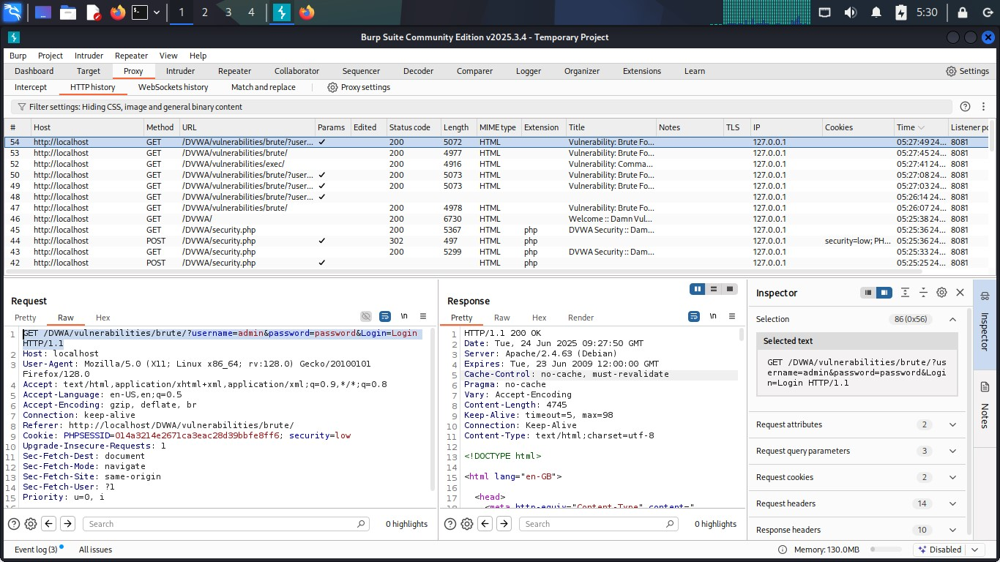 1 2 3 4 5:30
Burp Suite Community Edition v2025.3.4 - Temporary Project
Burp Project Intruder Repeater View Help
Dashboard Target Proxy Intruder Repeater Collaborator Sequencer Decoder Comparer Logger Organizer Extensions Learn Settings
Intercept HTTP history WebSockets history Match and replace Proxy settings
Filter settings: Hiding CSS, image and general binary content
# Host Method URL Params Edited Status code Length MIME type Extension Title Notes TLS IP Cookies Time Listener po
54 http://localhost GET /DVWA/vulnerabilities/brute/?user... ✓ 200 5072 HTML Vulnerability: Brute Fo... 127.0.0.1 05:27:49 24... 8081
53 http://localhost GET /DVWA/vulnerabilities/brute/ 200 4977 HTML Vulnerability: Brute Fo... 127.0.0.1 05:27:45 24... 8081
52 http://localhost GET /DVWA/vulnerabilities/exec/ 200 4916 HTML Vulnerability: Comma... 127.0.0.1 05:27:41 24... 8081
50 http://localhost GET /DVWA/vulnerabilities/brute/?user... ✓ 200 5073 HTML Vulnerability: Brute Fo... 127.0.0.1 05:27:08 24... 8081
49 http://localhost GET /DVWA/vulnerabilities/brute/?user... ✓ 200 5073 HTML Vulnerability: Brute Fo... 127.0.0.1 05:27:03 24... 8081
48 http://localhost GET /DVWA/vulnerabilities/brute/?user... ✓ 127.0.0.1 05:26:14 24... 8081
47 http://localhost GET /DVWA/vulnerabilities/brute/ 200 4978 HTML Vulnerability: Brute Fo... 127.0.0.1 05:26:07 24... 8081
46 http://localhost GET /DVWA/ 200 6730 HTML Welcome :: Damn Vul... 127.0.0.1 05:25:38 24... 8081
45 http://localhost GET /DVWA/security.php 200 5367 HTML php DVWA Security :: Dam... 127.0.0.1 05:25:36 24... 8081
44 http://localhost POST /DVWA/security.php ✓ 302 497 HTML php 127.0.0.1 security=low; PH... 05:25:36 24... 8081
43 http://localhost GET /DVWA/security.php 200 5299 HTML php DVWA Security :: Dam... 127.0.0.1 05:25:33 24... 8081
42 http://localhost POST /DVWA/security.php ✓ HTML php 127.0.0.1 05:25:25 24... 8081
Request
Pretty Raw Hex \n
1 GET /DVWA/vulnerabilities/brute/?username=admin&password=password&Login=Login
HTTP/1.1
2 Host: localhost
3 User-Agent: Mozilla/5.0 (X11; Linux x86_64; rv:128.0) Gecko/20100101
Firefox/128.0
4 Accept: text/html,application/xhtml+xml,application/xml;q=0.9,*/*;q=0.8
5 Accept-Language: en-US,en;q=0.5
6 Accept-Encoding: gzip, deflate, br
7 Connection: keep-alive
8 Referer: http://localhost/DVWA/vulnerabilities/brute/
9 Cookie: PHPSESSID=014a3214e2671ca3eac28d39bbfe8ff6; security=low
10 Upgrade-Insecure-Requests: 1
11 Sec-Fetch-Dest: document
12 Sec-Fetch-Mode: navigate
13 Sec-Fetch-Site: same-origin
14 Sec-Fetch-User: ?1
15 Priority: u=0, i
Search 0 highlights
Response
Pretty Raw Hex Render \n
1 HTTP/1.1 200 OK
2 Date: Tue, 24 Jun 2025 09:27:50 GMT
3 Server: Apache/2.4.63 (Debian)
4 Expires: Tue, 23 Jun 2009 12:00:00 GMT
5 Cache-Control: no-cache, must-revalidate
6 Pragma: no-cache
7 Vary: Accept-Encoding
8 Content-Length: 4745
9 Keep-Alive: timeout=5, max=98
10 Connection: Keep-Alive
11 Content-Type: text/html;charset=utf-8
12
13 <!DOCTYPE html>
14
15 <html lang="en-GB">
16
17 <head>
18 <meta http-equiv="Content-Type" content="
Search 0 highlights
Inspector
Selection 86 (0x56)
Selected text
GET /DVWA/vulnerabilities/brute/?us
ername=admin&password=password&Logi
n=Login HTTP/1.1
Request attributes 2
Request query parameters 3
Request cookies 2
Request headers 14
Response headers 10
Inspector
Notes
Event log (3) All issues Memory: 130.0MB Disabled